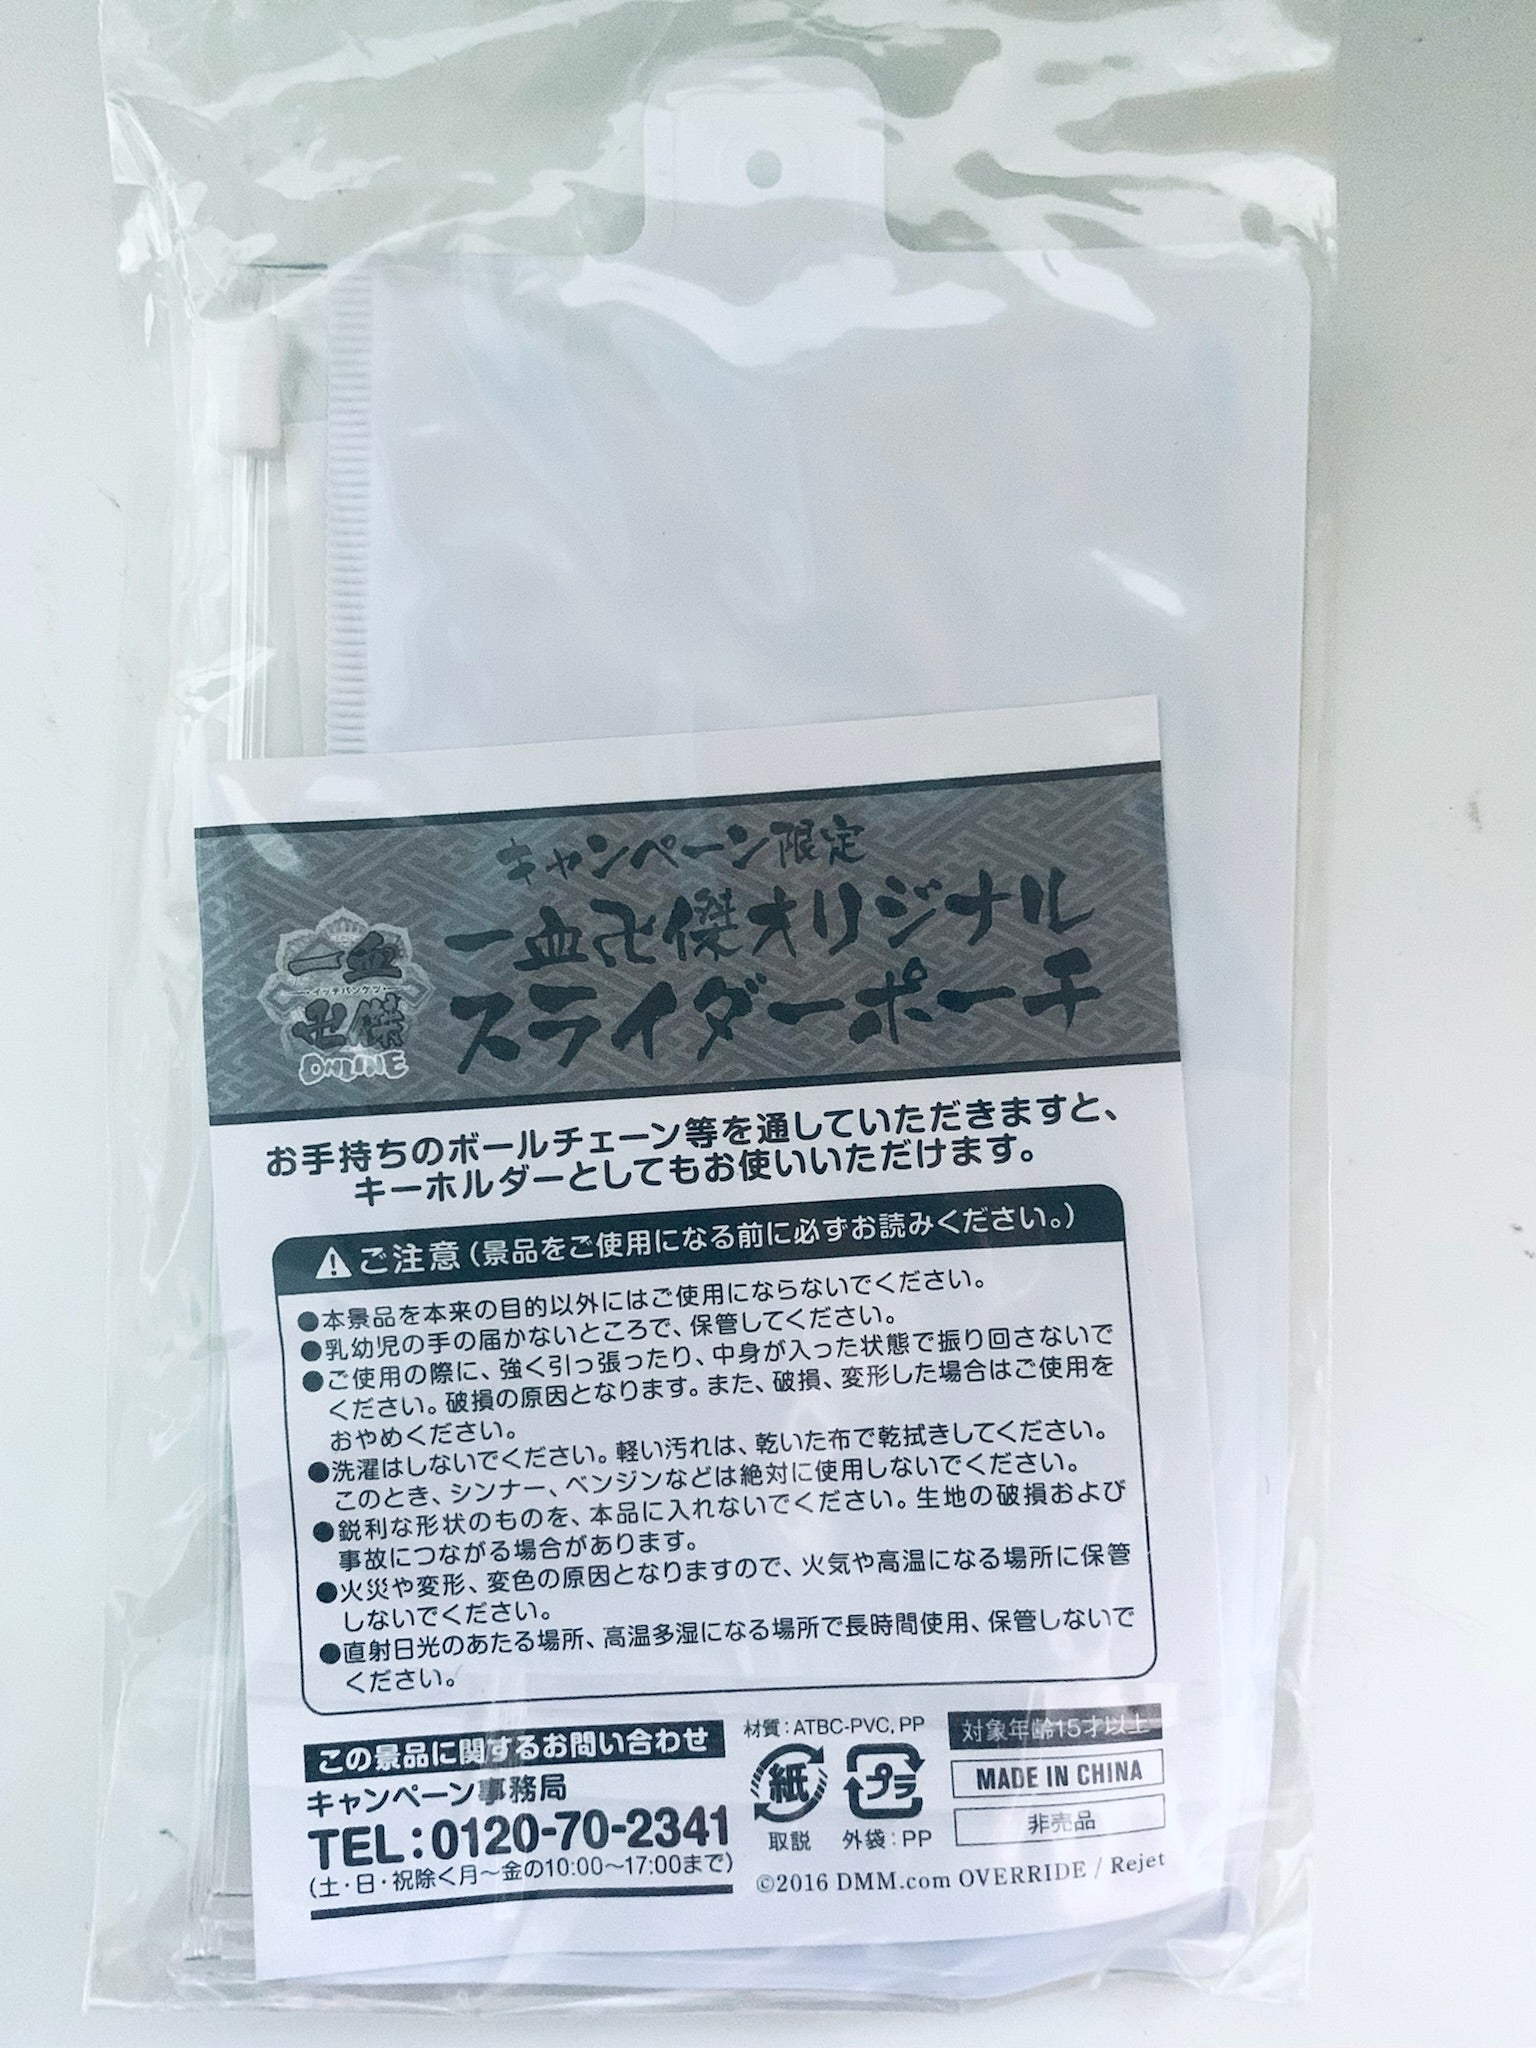 キャンペーン限定
一血卍傑オリジナル
スライダーポーチ
一血
・イッチバンケツ・
卍傑
ONLINE
お手持ちのボールチェーン等を通していただきますと、
キーホルダーとしてもお使いいただけます。
ご注意(景品をご使用になる前に必ずお読みください。)
●本景品を本来の目的以外にはご使用にならないでください。
●乳幼児の手の届かないところで、保管してください。
●ご使用の際に、強く引っ張ったり、中身が入った状態で振り回さないで
ください。破損の原因となります。また、破損、変形した場合はご使用を
おやめください。
●洗濯はしないでください。軽い汚れは、乾いた布で乾拭きしてください。
このとき、シンナー、ベンジンなどは絶対に使用しないでください。
●鋭利な形状のものを、本品に入れないでください。生地の破損および
事故につながる場合があります。
●火災や変形、変色の原因となりますので、火気や高温になる場所に保管
しないでください。
●直射日光のあたる場所、高温多湿になる場所で長時間使用、保管しないで
ください。
この景品に関するお問い合わせ
キャンペーン事務局
TEL:0120-70-2341
(土・日・祝除く月〜金の10:00〜17:00まで)
材質:ATBC-PVC, PP
紙
取説
プラ
外袋:PP
対象年齢15才以上
MADE IN CHINA
非売品
©2016 DMM.com OVERRIDE / Rejet